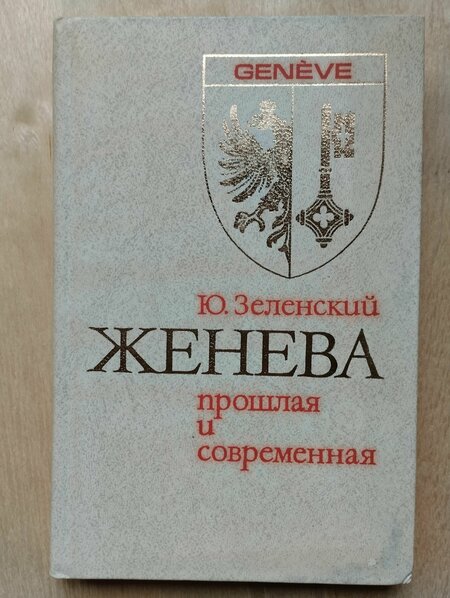 GENÈVE
Ю. Зеленский
ЖЕНЕВА
прошлая
и
современная